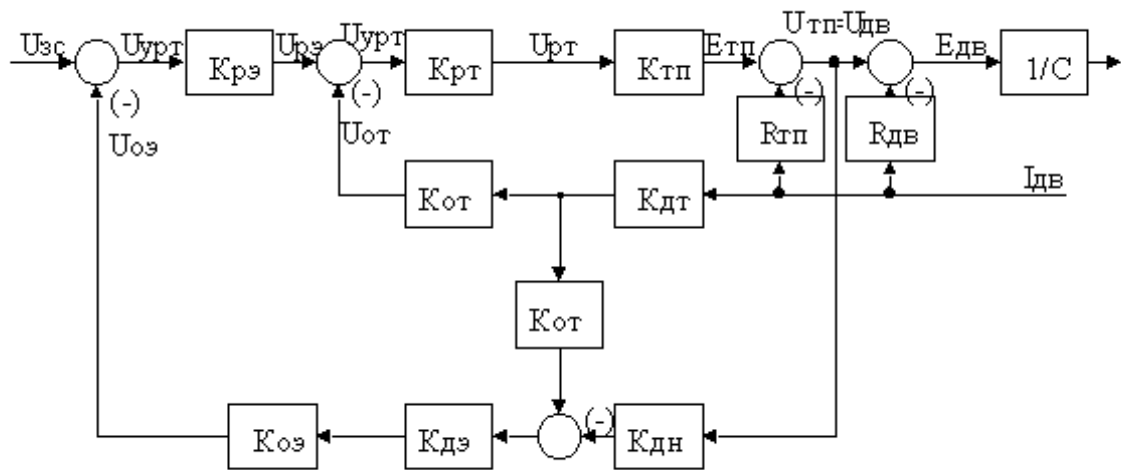 Uтп=Uдв
Uзс
Uурт
Uрэ
Uурт
Uрт
Eтп
Eдв
Kрэ
Kрт
Kтп
1/C
(-)
(-)
(-)
(-)
Uоэ
Uот
Rтп
Rдв
Kот
Kдт
Iдв
Kот
(-)
Kоэ
Kдэ
Kдн